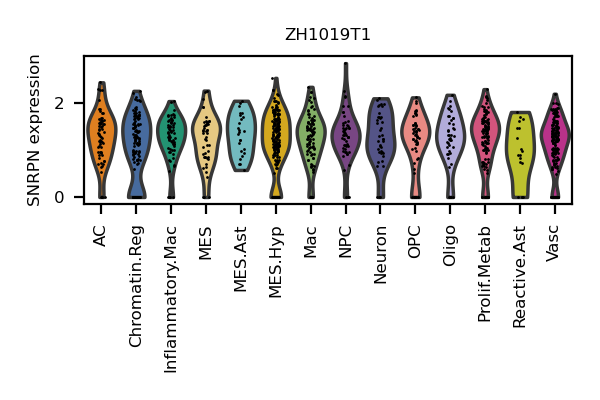 ZH1019T1
SNRPN expression
2
0
AC
Chromatin.Reg
Inflammatory.Mac
MES
MES.Ast
MES.Hyp
Mac
NPC
Neuron
OPC
Oligo
Prolif.Metab
Reactive.Ast
Vasc